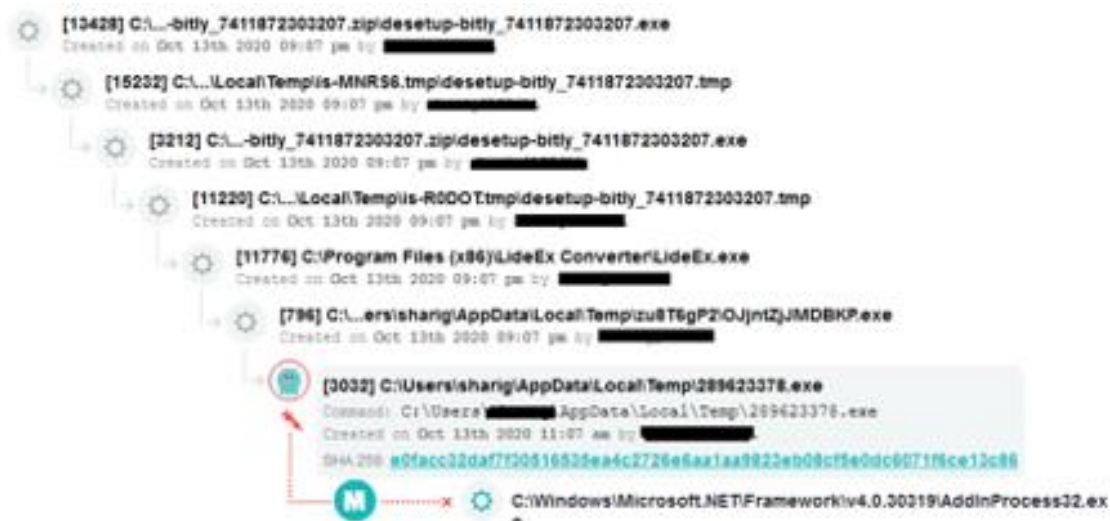 [13428] C:\...-bitly_7411872303207.zip\desetup-bitly_7411872303207.exe
Created on Oct 13th 2020 09:07 pm by
[15232] C:\...\Local\Temp\is-MNRS6.tmp\desetup-bitly_7411872303207.tmp
Created on Oct 13th 2020 09:07 pm by
[3212] C:\...-bitly_7411872303207.zip\desetup-bitly_7411872303207.exe
Created on Oct 13th 2020 09:07 pm by
[11220] C:\...\Local\Temp\is-R0DOT.tmp\desetup-bitly_7411872303207.tmp
Created on Oct 13th 2020 09:07 pm by
[11776] C:\Program Files (x86)\LideEx Converter\LideEx.exe
Created on Oct 13th 2020 09:07 pm by
[796] C:\...ers\sharig\AppData\Local\Temp\zu8T6gP2\OJjntZjJMDBKP.exe
Created on Oct 13th 2020 09:07 pm by
[3032] C:\Users\sharig\AppData\Local\Temp\289623378.exe
Command: C:\Users\ AppData\Local\Temp\289623378.exe
Created on Oct 13th 2020 11:07 am by
SHA 256
M
C:\Windows\Microsoft.NET\Framework\v4.0.30319\AddInProcess32.ex
e